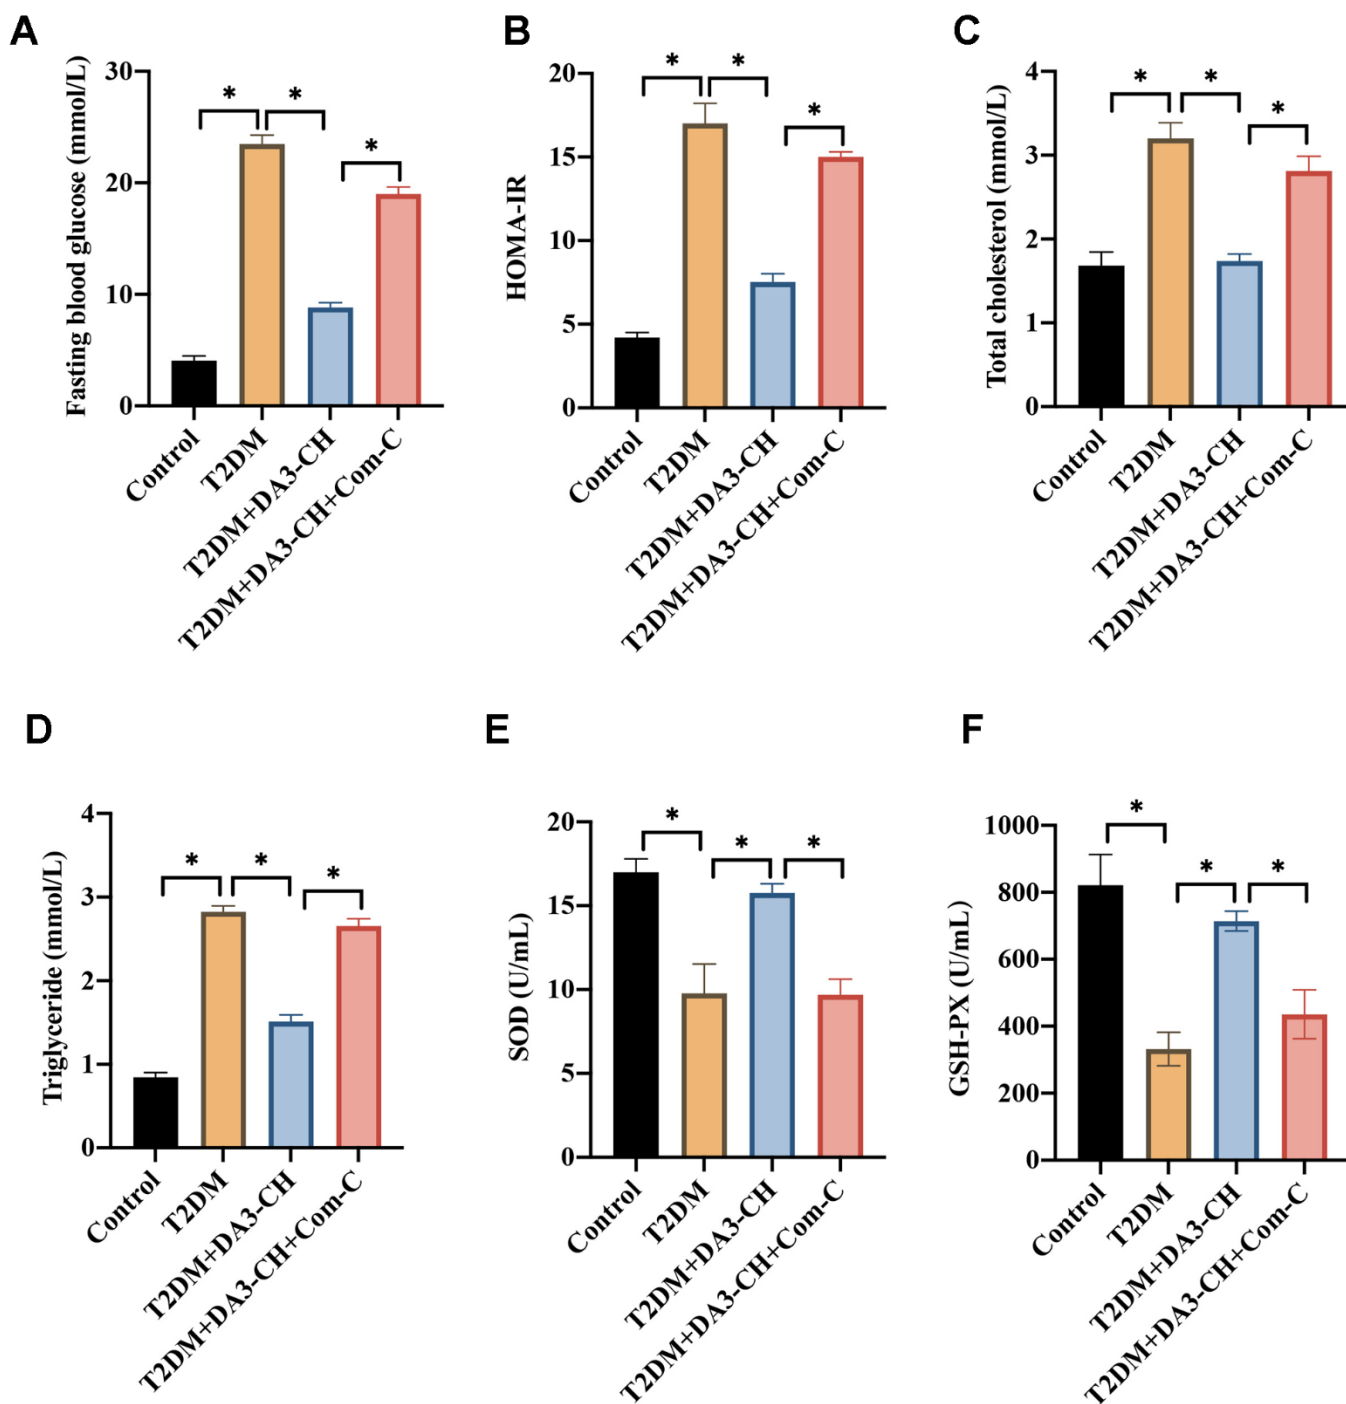 A
Fasting blood glucose (mmol/L)
30
20
10
0
*
*
*
Control
T2DM
T2DM+DA3-CH
T2DM+DA3-CH+Com-C
B
HOMA-IR
20
15
10
5
0
*
*
*
Control
T2DM
T2DM+DA3-CH
T2DM+DA3-CH+Com-C
C
Total cholesterol (mmol/L)
4
3
2
1
0
*
*
*
Control
T2DM
T2DM+DA3-CH
T2DM+DA3-CH+Com-C
D
Triglyceride (mmol/L)
4
3
2
1
0
*
*
*
Control
T2DM
T2DM+DA3-CH
T2DM+DA3-CH+Com-C
E
SOD (U/mL)
20
15
10
5
0
*
*
*
Control
T2DM
T2DM+DA3-CH
T2DM+DA3-CH+Com-C
F
GSH-PX (U/mL)
1000
800
600
400
200
0
*
*
*
Control
T2DM
T2DM+DA3-CH
T2DM+DA3-CH+Com-C